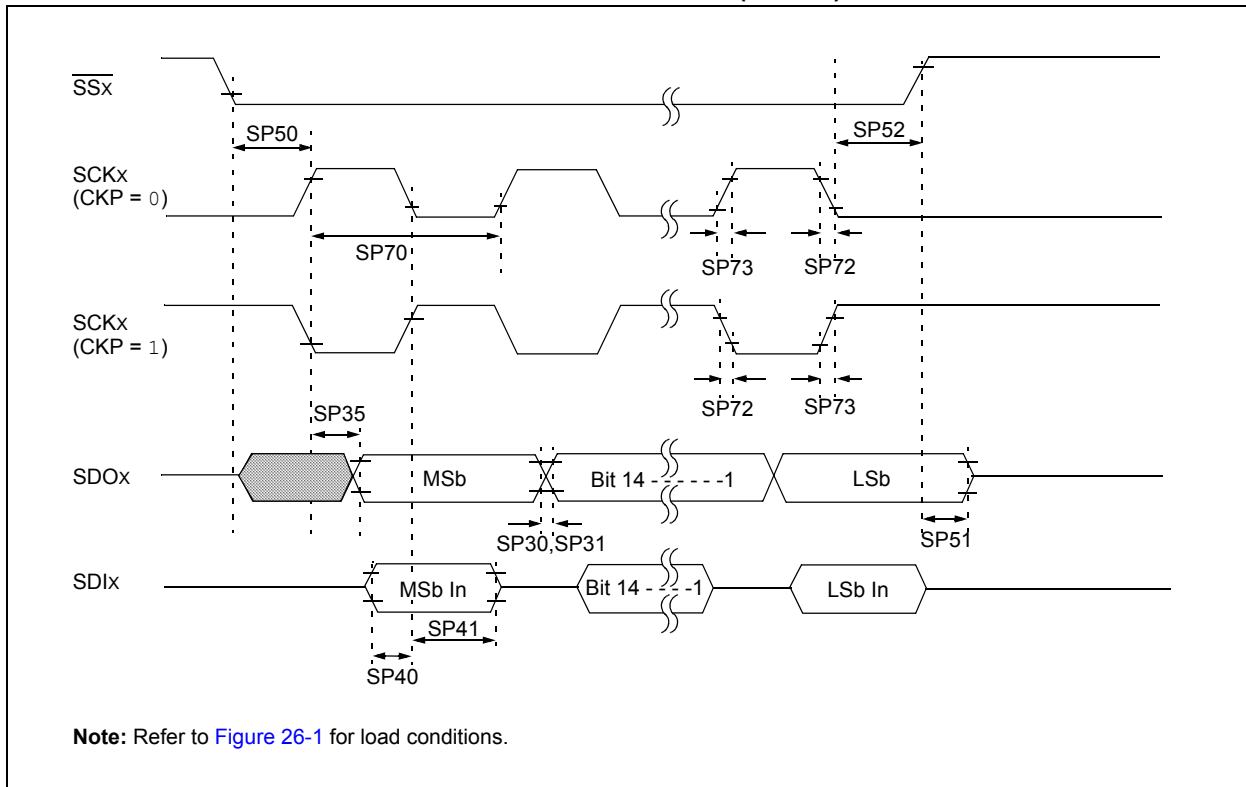 SSx
SP50
SP52
SCKx
(CKP = 0)
SP70
SP73
SP72
SCKx
(CKP = 1)
SP72
SP73
SP35
SDOx
MSb
Bit 14 - - - - - -1
LSb
SP30,SP31
SP51
SDIx
MSb In
Bit 14 - - - -1
LSb In
SP41
SP40
Note: Refer to Figure 26-1 for load conditions.